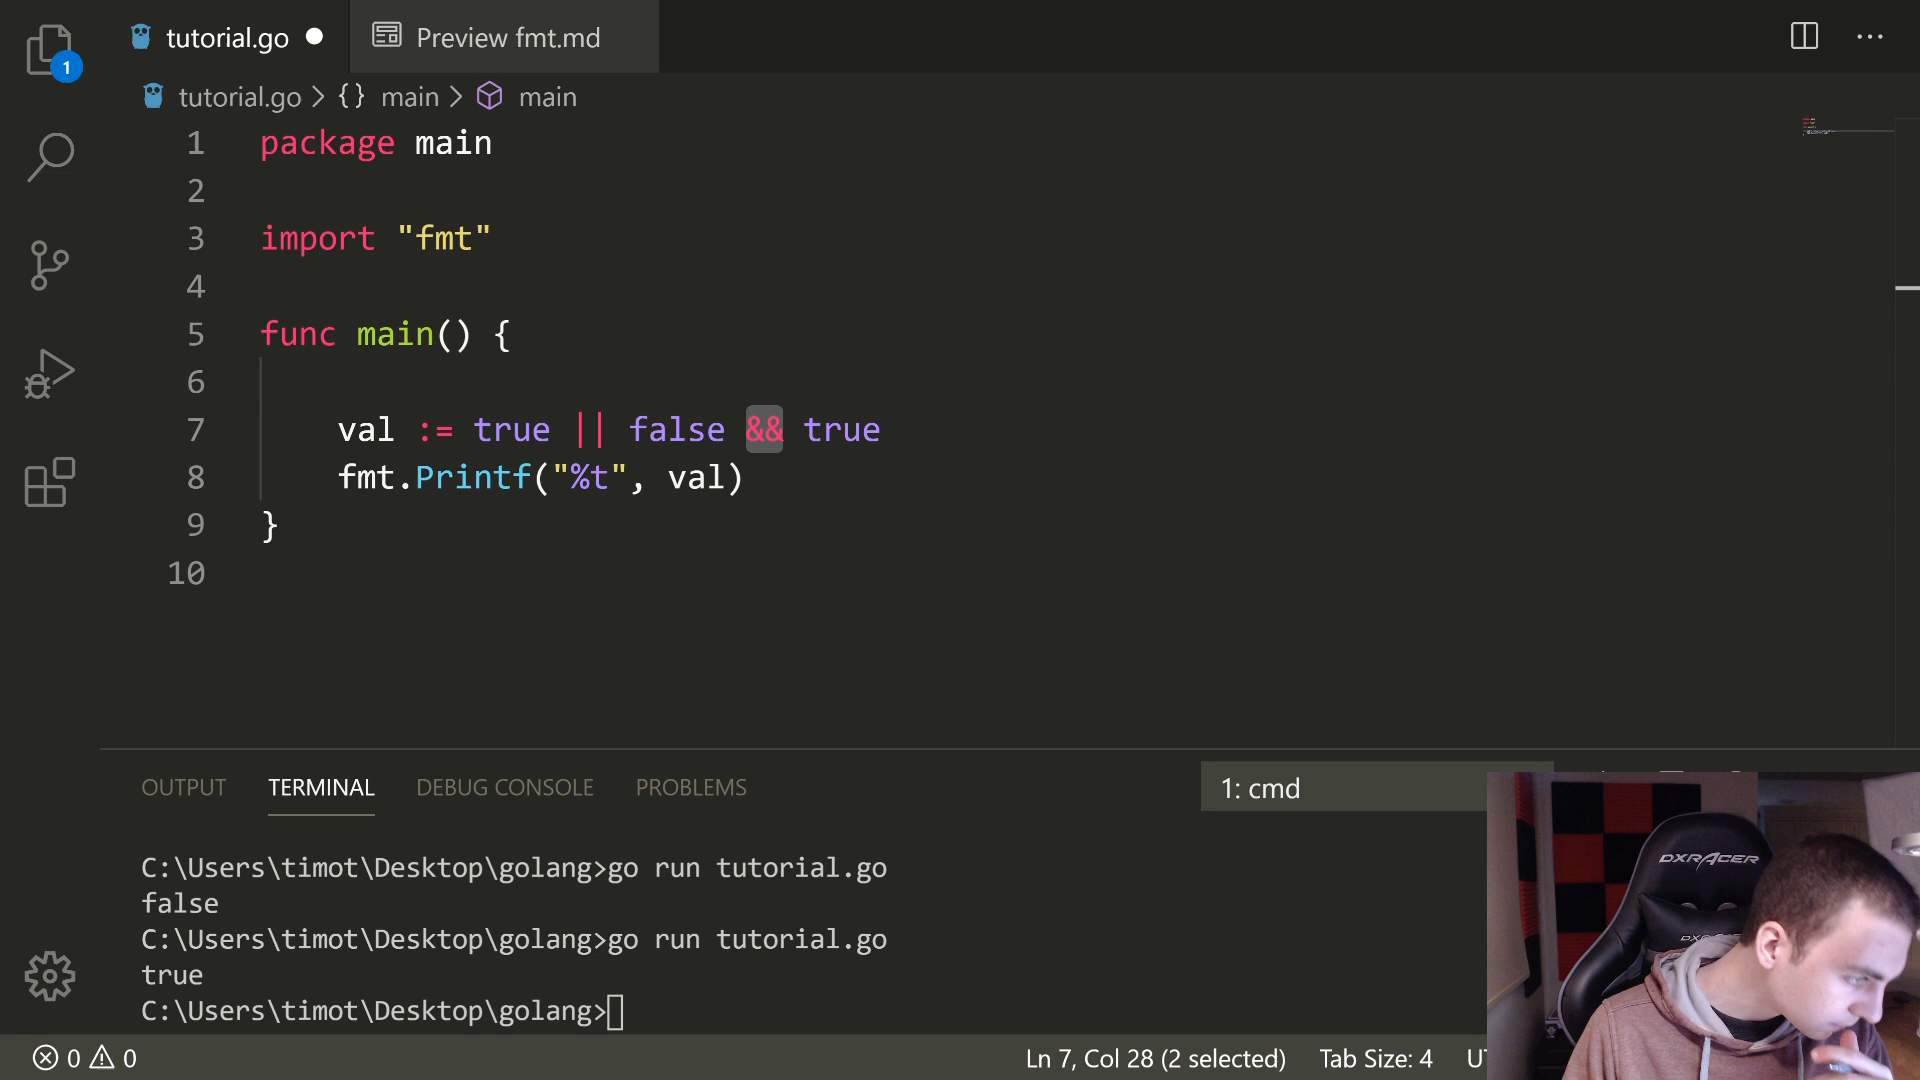 tutorial.go
Preview fmt.md
1
tutorial.go > {} main > main
1 package main
2
3 import "fmt"
4
5 func main() {
6
7 val := true || false && true
8 fmt.Printf("%t", val)
9 }
10
OUTPUT TERMINAL DEBUG CONSOLE PROBLEMS
1: cmd
C:\Users\timot\Desktop\golang>go run tutorial.go
false
C:\Users\timot\Desktop\golang>go run tutorial.go
true
C:\Users\timot\Desktop\golang>
DXRACER
0 0
Ln 7, Col 28 (2 selected) Tab Size: 4